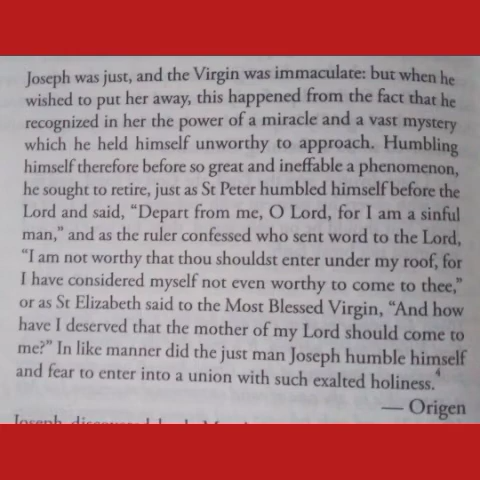 Joseph was just, and the Virgin was immaculate: but when he
wished to put her away, this happened from the fact that he
recognized in her the power of a miracle and a vast mystery
which he held himself unworthy to approach. Humbling
himself therefore before so great and ineffable a phenomenon,
he sought to retire, just as St Peter humbled himself before the
Lord and said, “Depart from me, O Lord, for I am a sinful
man,” and as the ruler confessed who sent word to the Lord,
“I am not worthy that thou shouldst enter under my roof, for
I have considered myself not even worthy to come to thee,”
or as St Elizabeth said to the Most Blessed Virgin, “And how
have I deserved that the mother of my Lord should come to
me?” In like manner did the just man Joseph humble himself
and fear to enter into a union with such exalted holiness.4
— Origen
Joseph